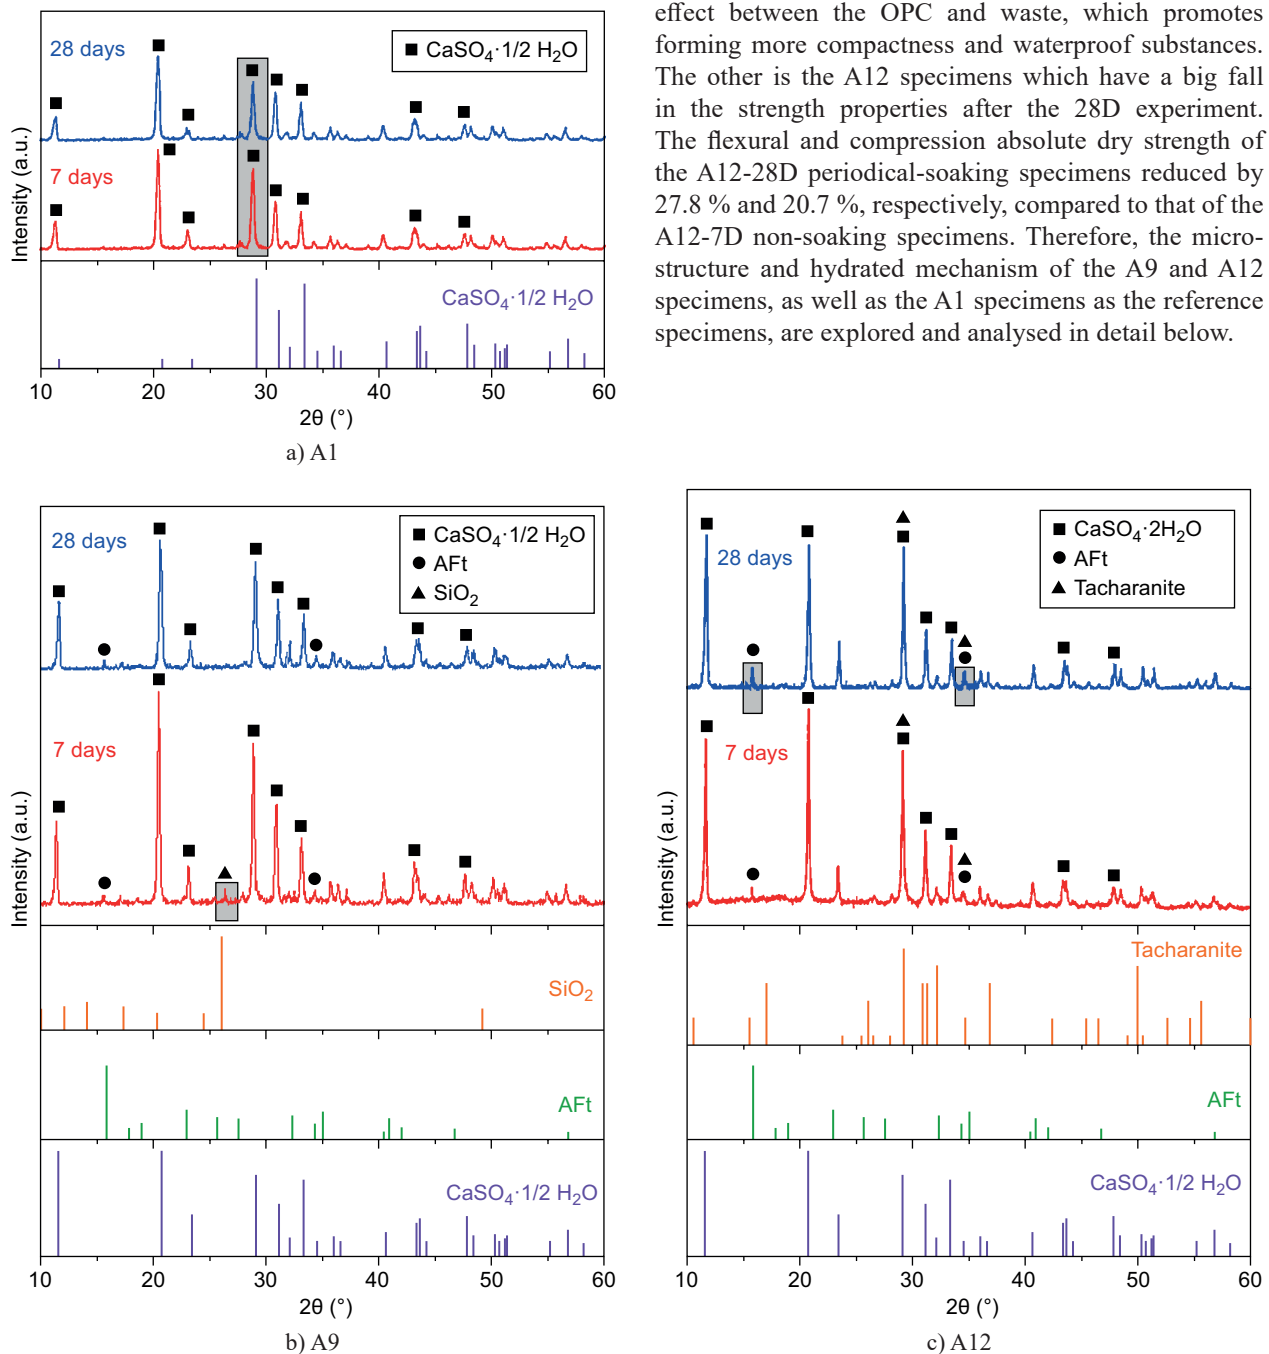 28 days
■ CaSO4·1/2 H2O
7 days
Intensity (a.u.)
CaSO4·1/2 H2O
10 20 30 40 50 60
2θ (°)
a) A1
effect between the OPC and waste, which promotes
forming more compactness and waterproof substances.
The other is the A12 specimens which have a big fall
in the strength properties after the 28D experiment.
The flexural and compression absolute dry strength of
the A12-28D periodical-soaking specimens reduced by
27.8 % and 20.7 %, respectively, compared to that of the
A12-7D non-soaking specimens. Therefore, the micro-
structure and hydrated mechanism of the A9 and A12
specimens, as well as the A1 specimens as the reference
specimens, are explored and analysed in detail below.
28 days
■ CaSO4·1/2 H2O
● AFt
▲ SiO2
7 days
Intensity (a.u.)
SiO2
AFt
CaSO4·1/2 H2O
10 20 30 40 50 60
2θ (°)
b) A9
28 days
■ CaSO4·2H2O
● AFt
▲ Tacharanite
7 days
Intensity (a.u.)
Tacharanite
AFt
CaSO4·1/2 H2O
10 20 30 40 50 60
2θ (°)
c) A12